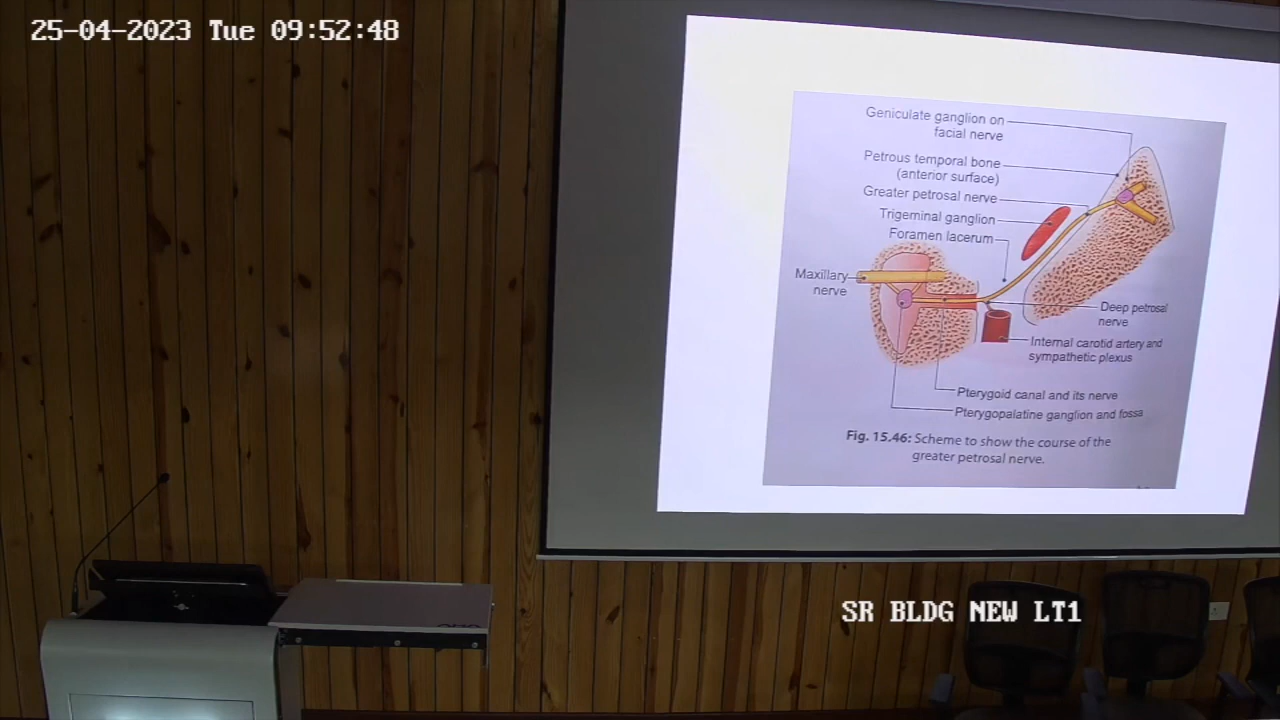 25-04-2023 Tue 09:52:48
Geniculate ganglion on
facial nerve
Petrous temporal bone
(anterior surface)
Greater petrosal nerve
Trigeminal ganglion
Foramen lacerum
Maxillary
nerve
Deep petrosal
nerve
Internal carotid artery and
sympathetic plexus
Pterygoid canal and its nerve
Pterygopalatine ganglion and fossa
Fig. 15.46: Scheme to show the course of the
greater petrosal nerve.
SR BLDG NEW LT1